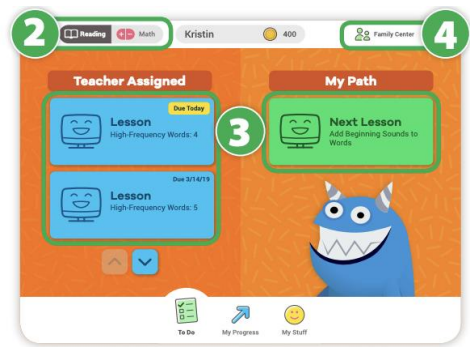 2
Reading
Math
Kristin
400
Family Center
4
Teacher Assigned
My Path
Due Today
Lesson
High-Frequency Words: 4
3
Next Lesson
Add Beginning Sounds to
Words
Due 3/14/19
Lesson
High-Frequency Words: 5
To Do
My Progress
My Stuff